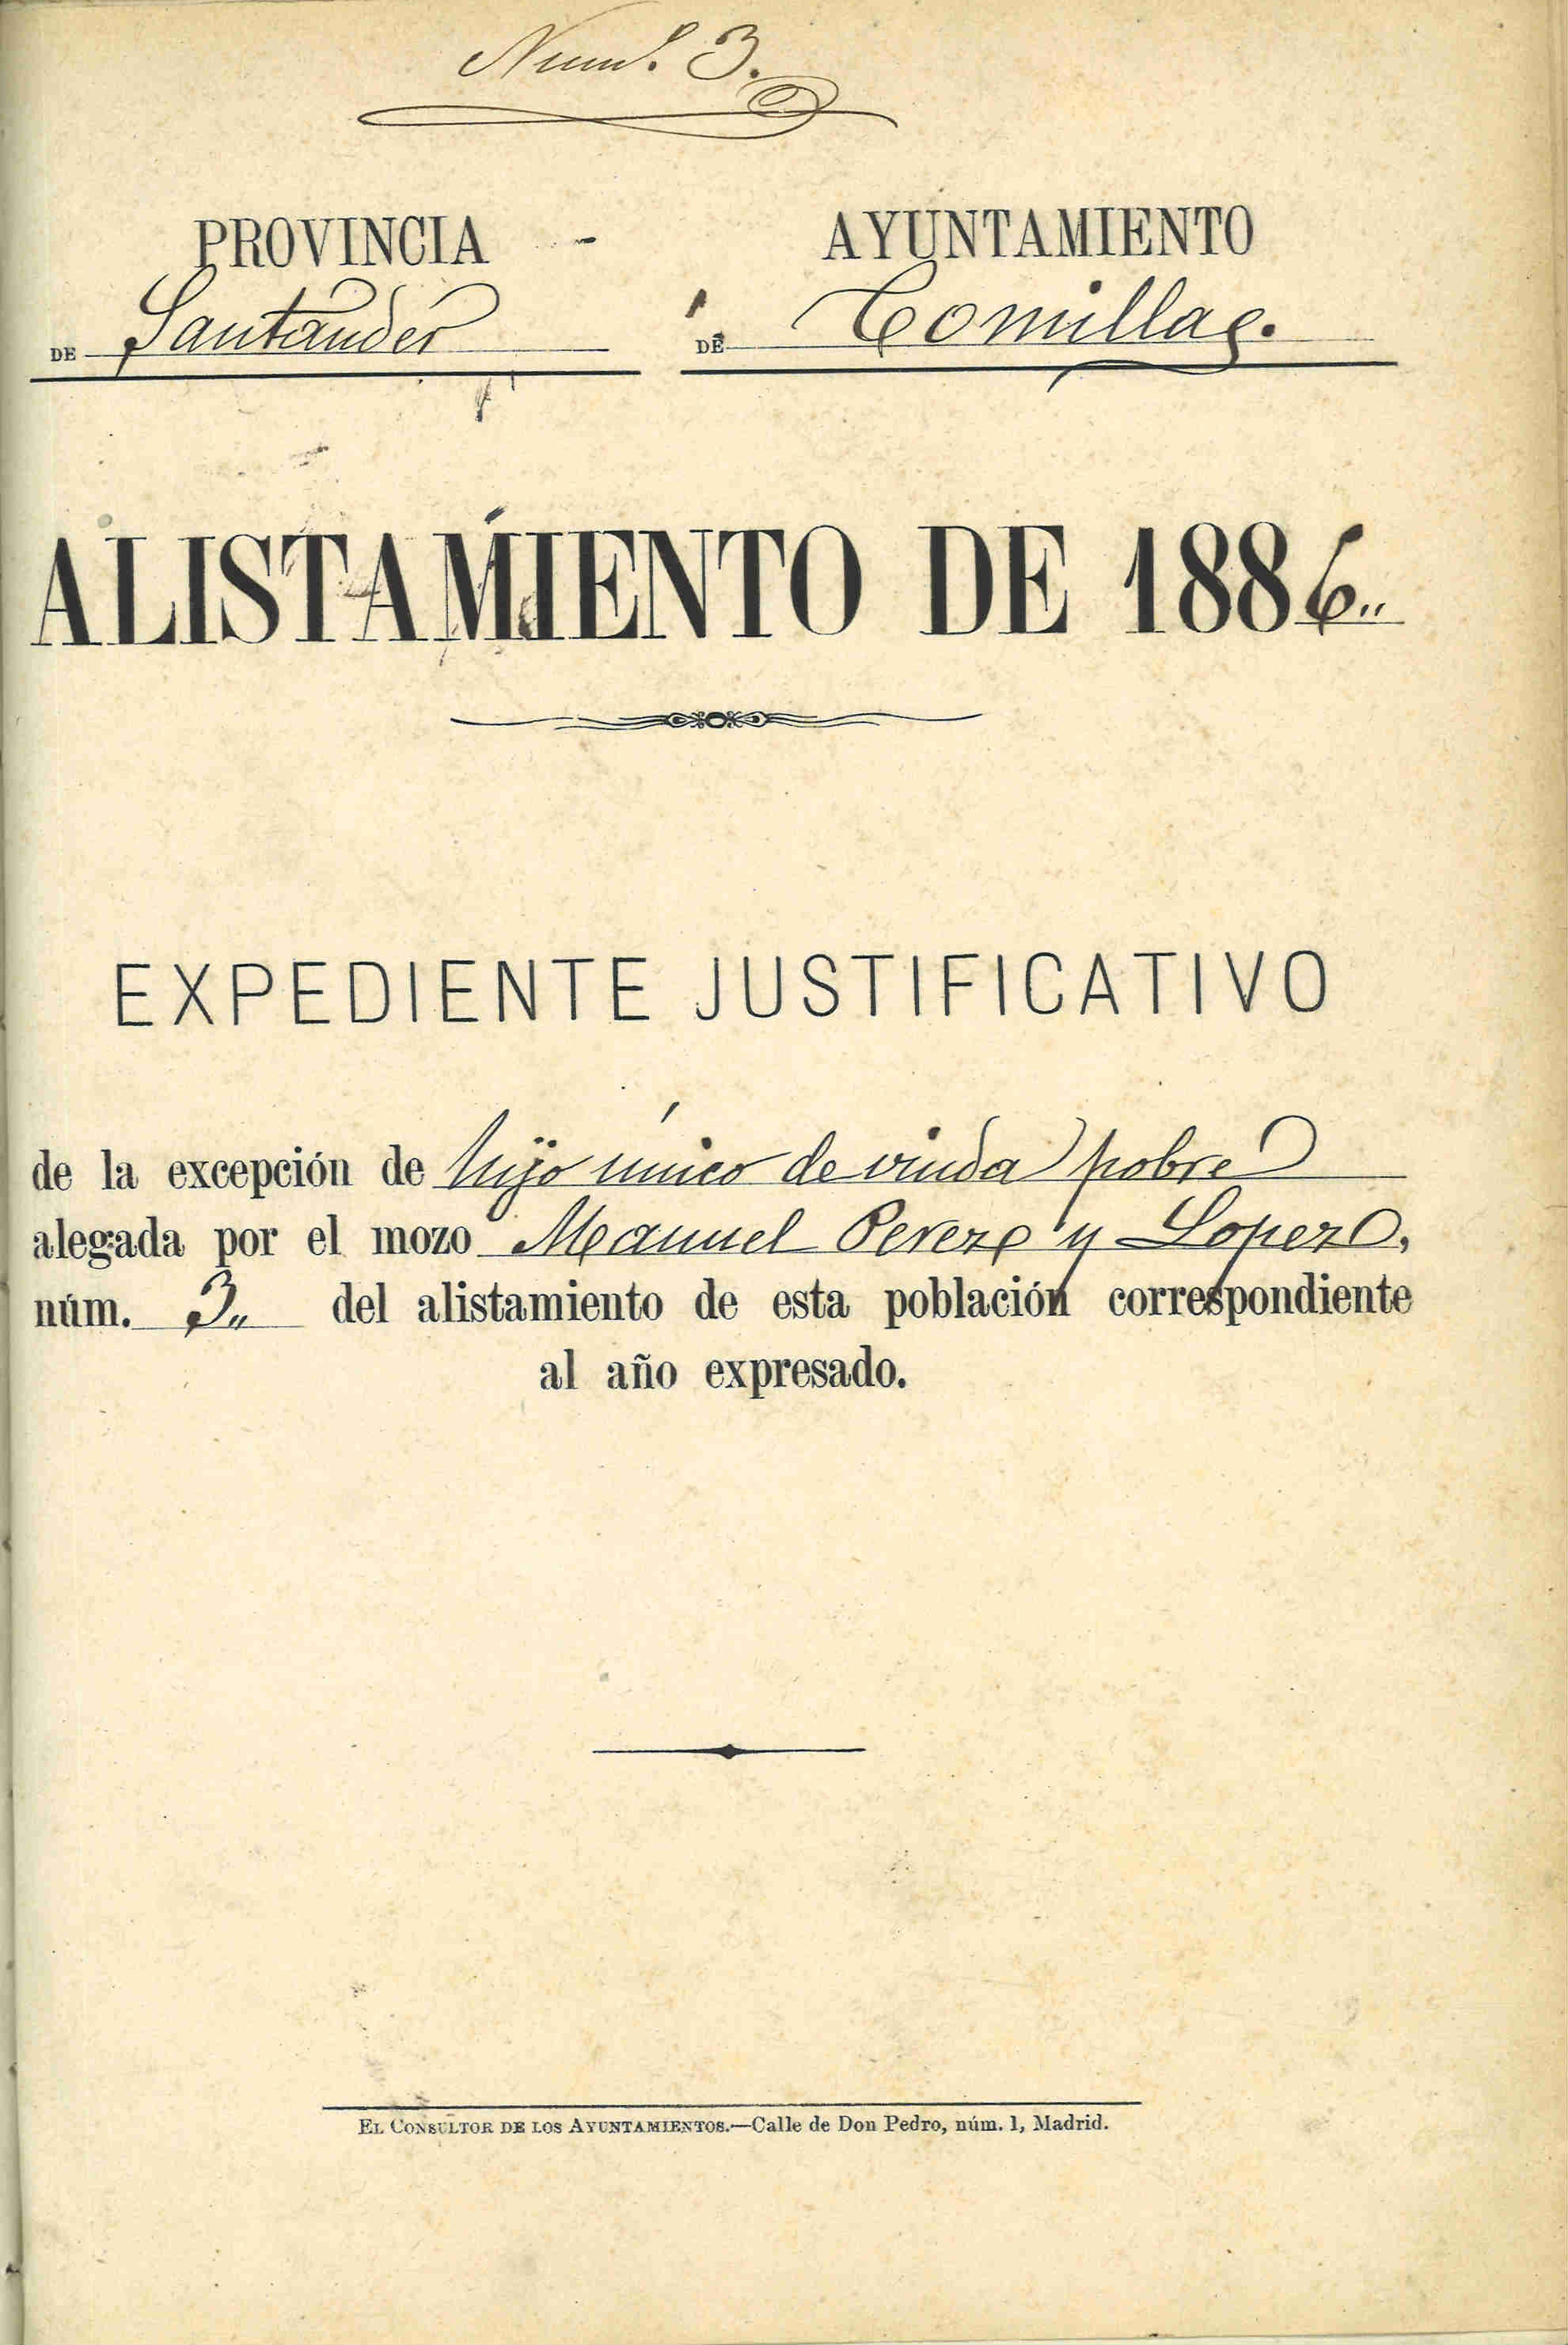 Num. 3.
PROVINCIA AYUNTAMIENTO
DE Santander DE Comillas.
ALISTAMIENTO DE 1886
EXPEDIENTE JUSTIFICATIVO
de la excepción de hijo único de viuda pobre
alegada por el mozo Manuel Perez y Lopez,
núm. 3 del alistamiento de esta población correspondiente
al año expresado.
EL CONSULTOR DE LOS AYUNTAMIENTOS.—Calle de Don Pedro, núm. 1, Madrid.